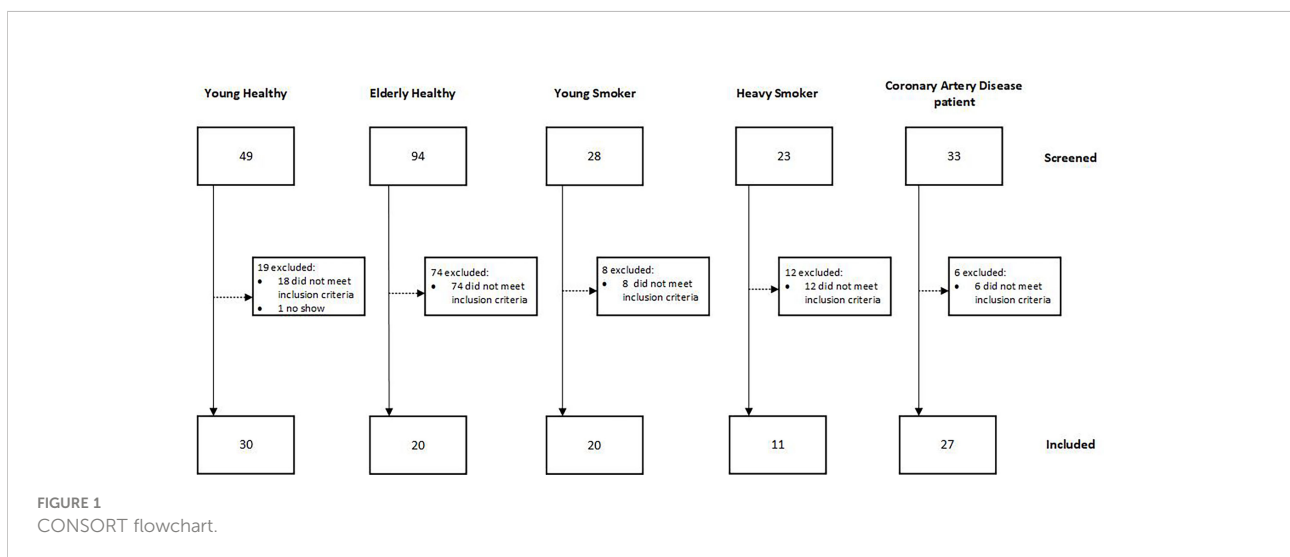 Young Healthy
Elderly Healthy
Young Smoker
Heavy Smoker
Coronary Artery Disease
patient
49
94
28
23
33
Screened
19 excluded:
• 18 did not meet
inclusion criteria
• 1 no show
74 excluded:
• 74 did not meet
inclusion criteria
8 excluded:
• 8 did not meet
inclusion criteria
12 excluded:
• 12 did not meet
inclusion criteria
6 excluded:
• 6 did not meet
inclusion criteria
30
20
20
11
27
Included
FIGURE 1
CONSORT flowchart.